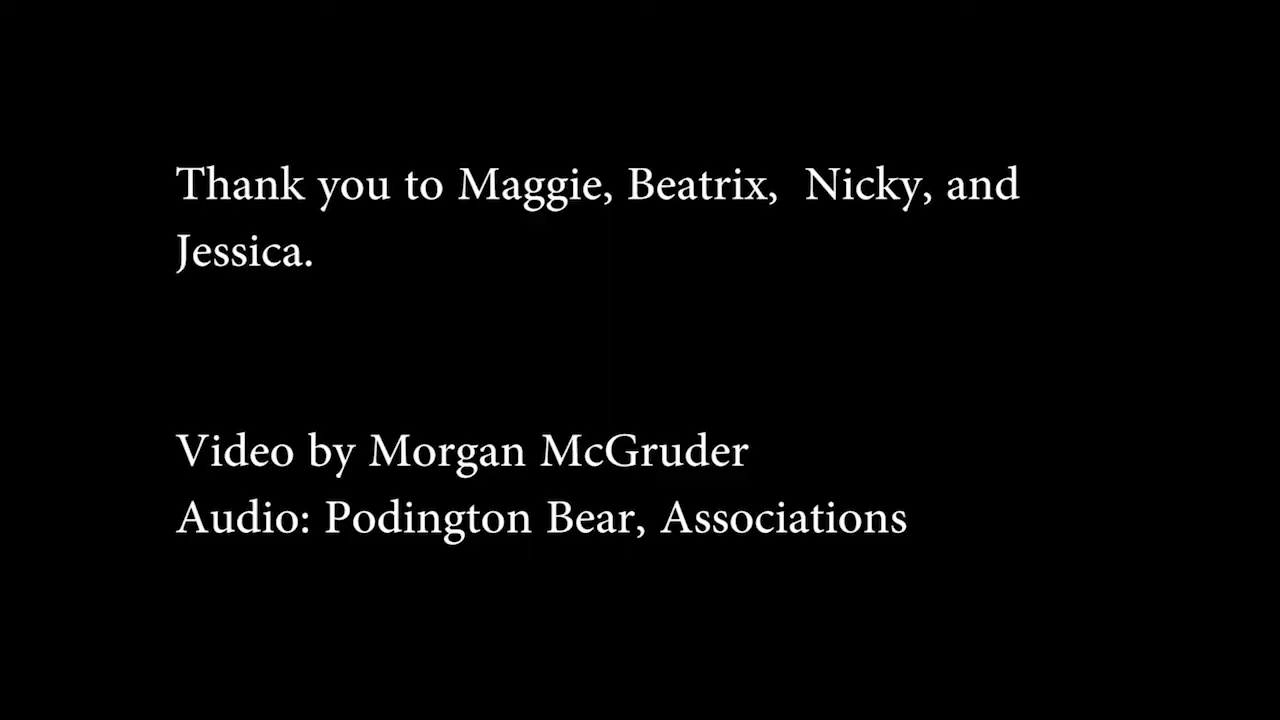 Thank you to Maggie, Beatrix,  Nicky, and
Jessica.
Video by Morgan McGruder
Audio: Podington Bear, Associations